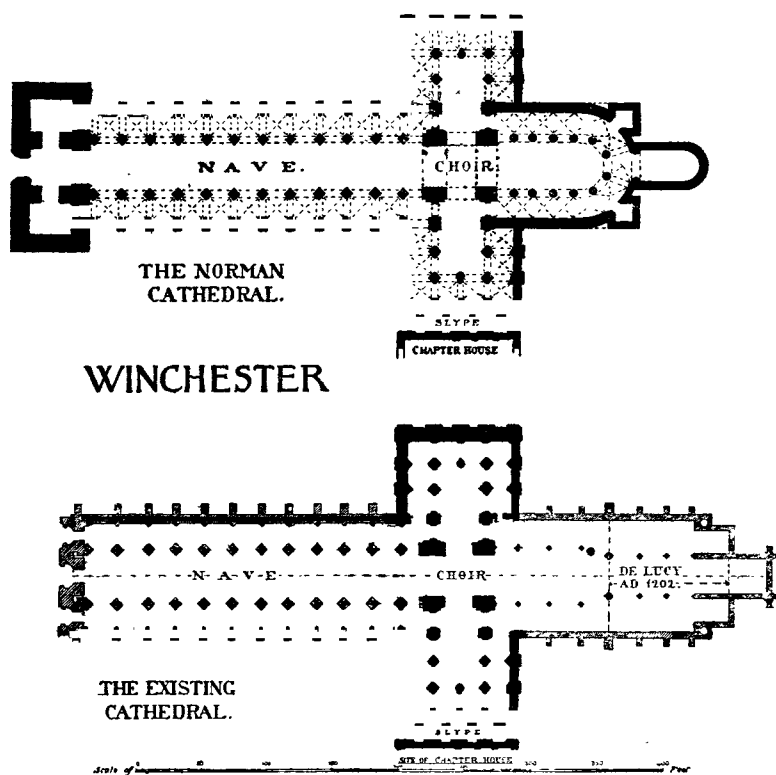 NAVE.
CHOIR
THE NORMAN
CATHEDRAL.
SLYPE
CHAPTER HOUSE
WINCHESTER
NAVE
CHOIR
DE LUCY
AD 1202.
THE EXISTING
CATHEDRAL.
SLYPE
SITE OF CHAPTER HOUSE
Scale of
Feet